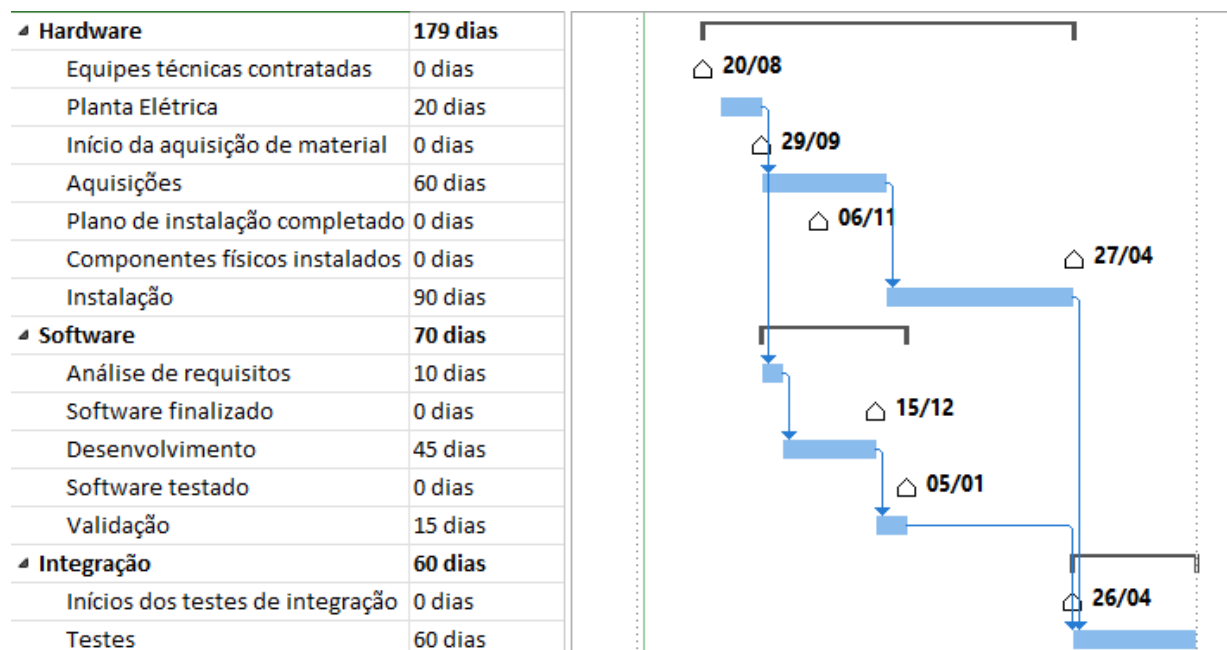 Hardware 179 dias
Equipes técnicas contratadas 0 dias 20/08
Planta Elétrica 20 dias
Início da aquisição de material 0 dias 29/09
Aquisições 60 dias
Plano de instalação completado 0 dias 06/11
Componentes físicos instalados 0 dias 27/04
Instalação 90 dias
Software 70 dias
Análise de requisitos 10 dias
Software finalizado 0 dias 15/12
Desenvolvimento 45 dias
Software testado 0 dias 05/01
Validação 15 dias
Integração 60 dias
Inícios dos testes de integração 0 dias 26/04
Testes 60 dias